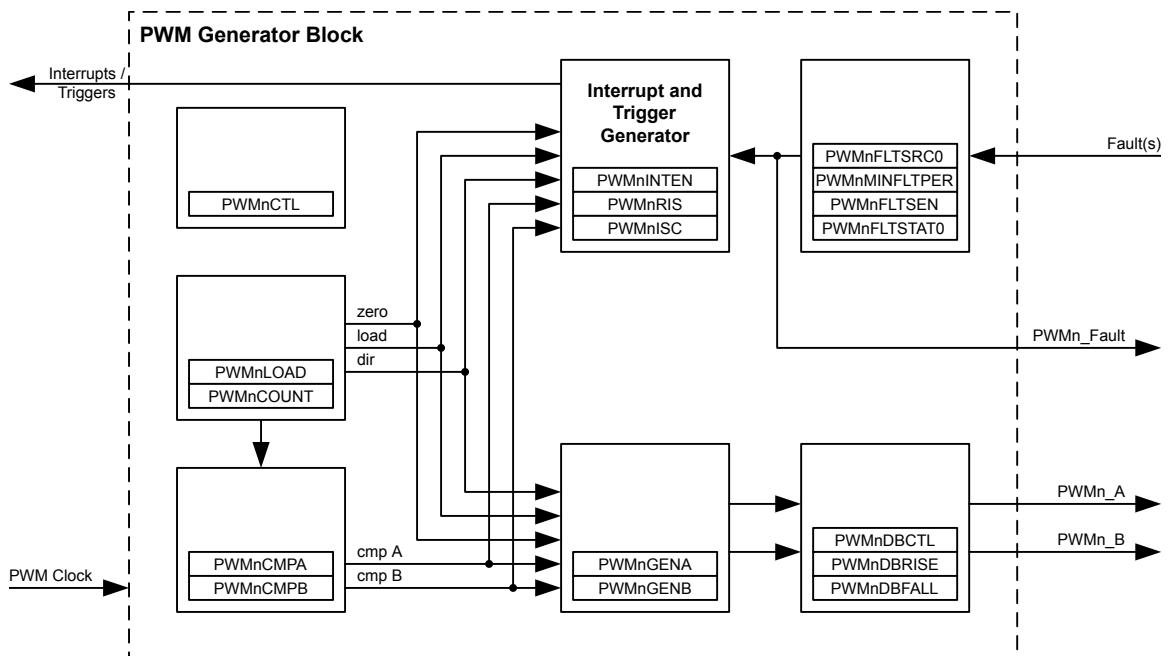 PWM Generator Block
Interrupts /
Triggers
Interrupt and
Trigger
Generator
PWMnINTEN
PWMnRIS
PWMnISC
PWMnCTL
PWMnFLTSRC0
PWMnMINFLTPER
PWMnFLTSEN
PWMnFLTSTAT0
Fault(s)
zero
load
dir
PWMnLOAD
PWMnCOUNT
PWMn_Fault
PWMnCMPA
PWMnCMPB
cmp A
cmp B
PWM Clock
PWMnGENA
PWMnGENB
PWMnDBCTL
PWMnDBRISE
PWMnDBFALL
PWMn_A
PWMn_B